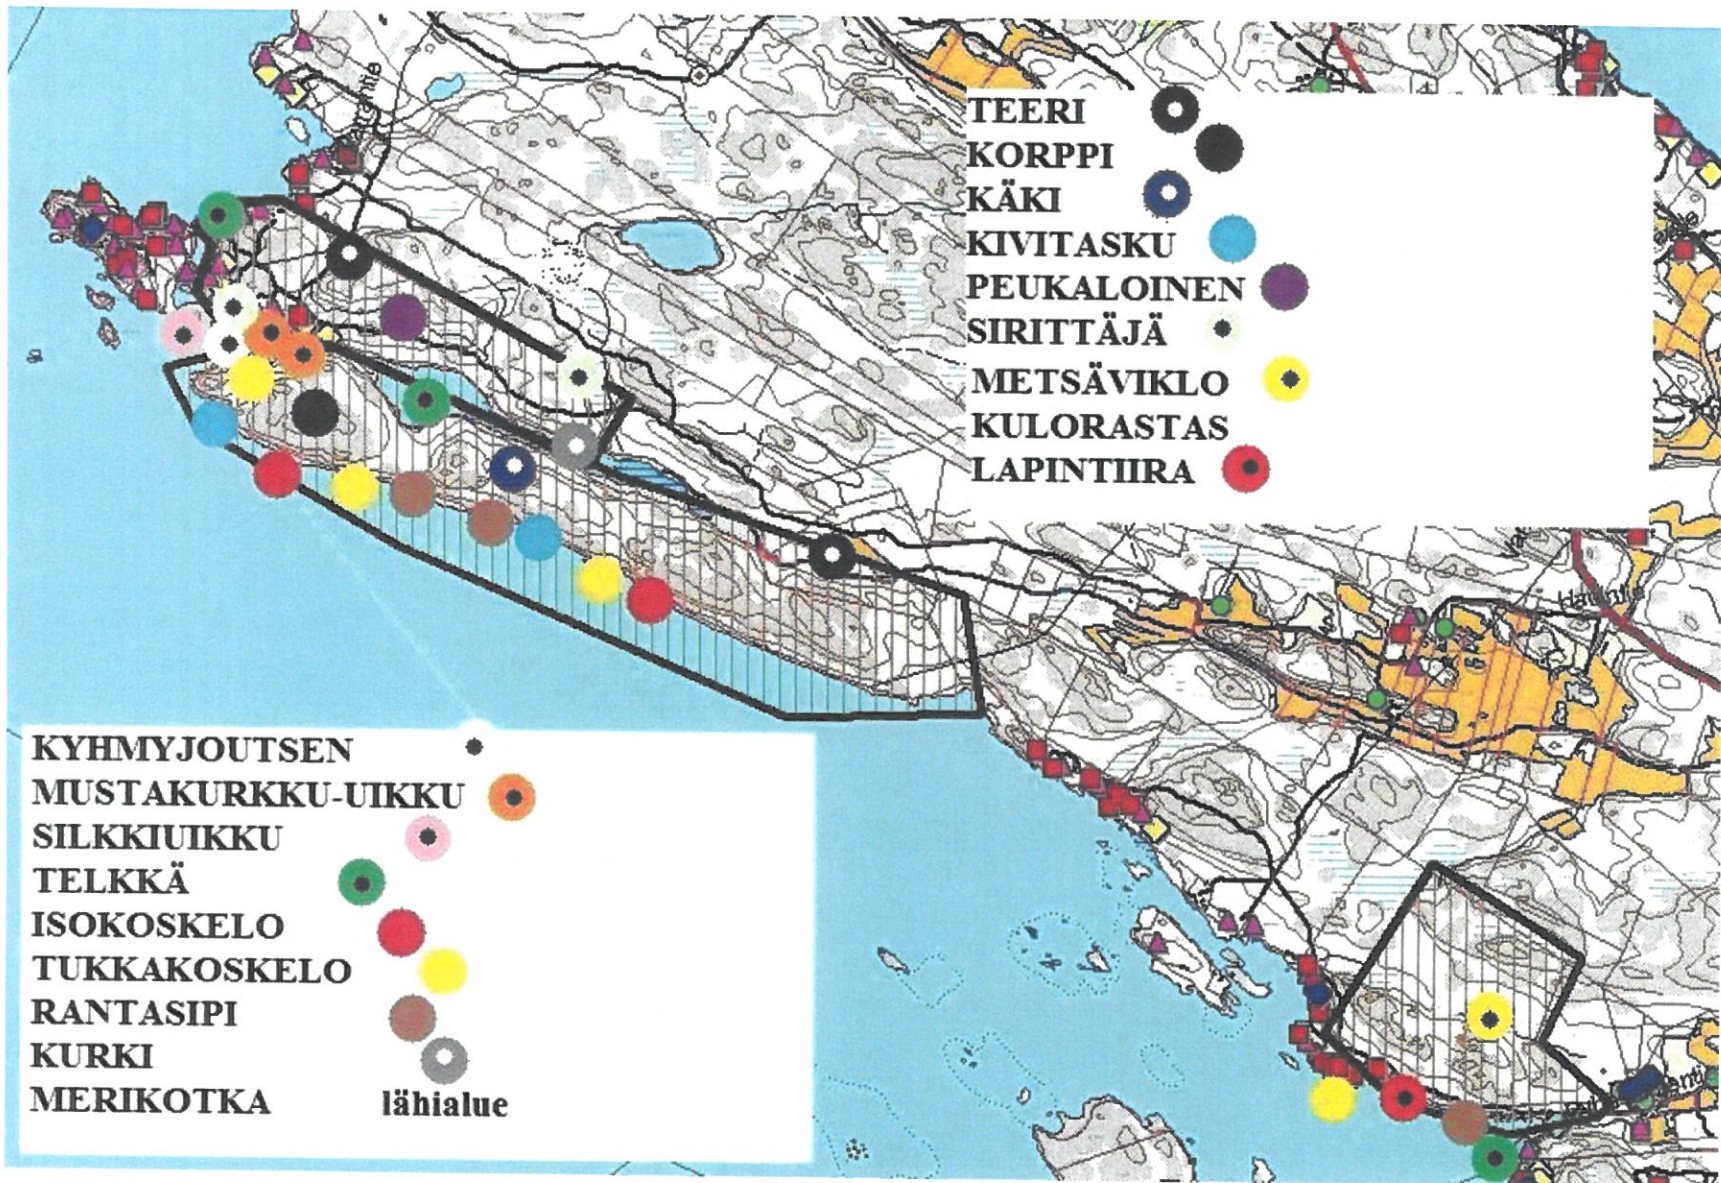 TEERI
KORPPI
KÄKI
KIVITASKU
PEUKALOINEN
SIRITTÄJÄ
METSÄVIKLO
KULORASTAS
LAPINTIIRA
KYHMYJOUTSEN
MUSTAKURKKU-UIKKU
SILKKIUIKKU
TELKKÄ
ISOKOSKELO
TUKKAKOSKELO
RANTASIPI
KURKI
MERIKOTKA lähialue